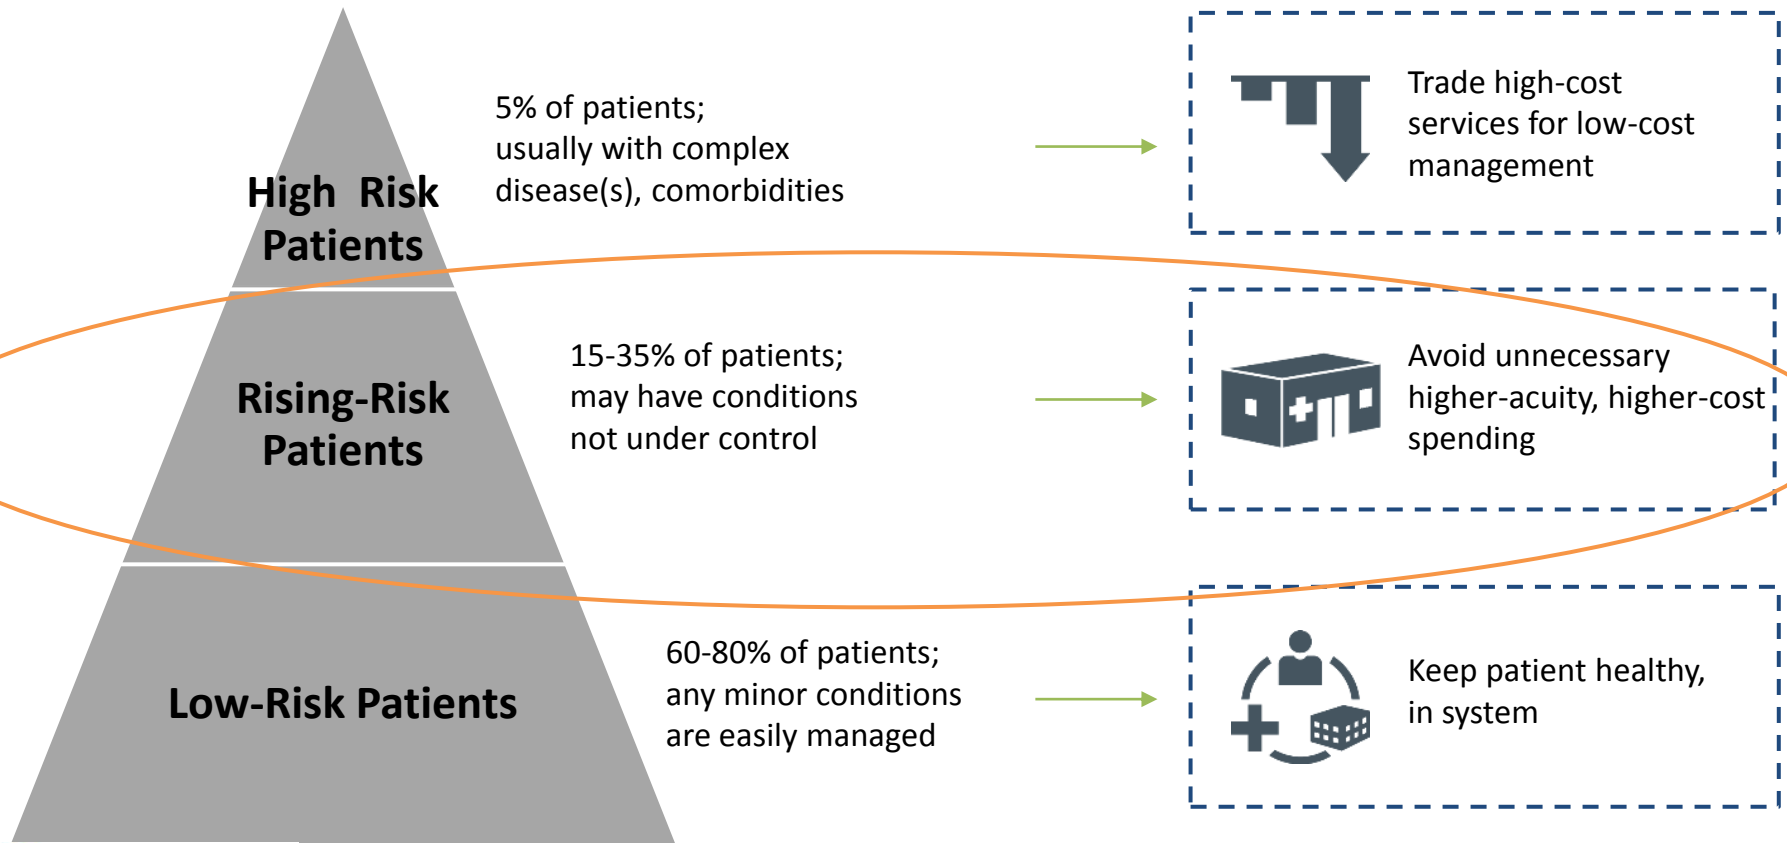 High  Risk
Patients
5% of patients;
usually with complex
disease(s), comorbidities
Trade high-cost
services for low-cost
management
Rising-Risk
Patients
15-35% of patients;
may have conditions
not under control
Avoid unnecessary
higher-acuity, higher-cost
spending
Low-Risk Patients
60-80% of patients;
any minor conditions
are easily managed
Keep patient healthy,
in system